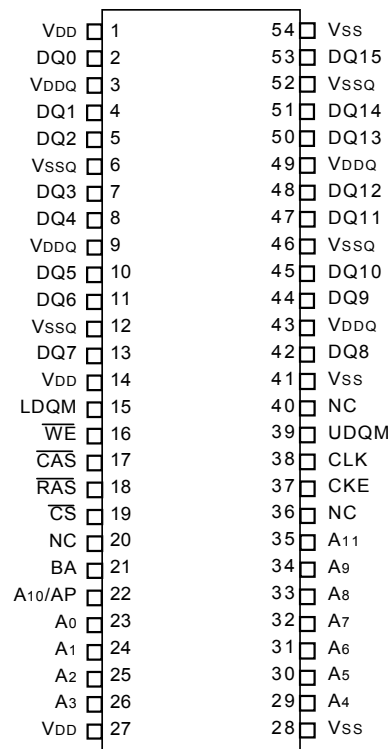 VDD 1 54 VSS
DQ0 2 53 DQ15
VDDQ 3 52 VSSQ
DQ1 4 51 DQ14
DQ2 5 50 DQ13
VSSQ 6 49 VDDQ
DQ3 7 48 DQ12
DQ4 8 47 DQ11
VDDQ 9 46 VSSQ
DQ5 10 45 DQ10
DQ6 11 44 DQ9
VSSQ 12 43 VDDQ
DQ7 13 42 DQ8
VDD 14 41 VSS
LDQM 15 40 NC
W̅E̅ 16 39 UDQM
C̅A̅S̅ 17 38 CLK
R̅A̅S̅ 18 37 CKE
C̅S̅ 19 36 NC
NC 20 35 A11
BA 21 34 A9
A10/AP 22 33 A8
A0 23 32 A7
A1 24 31 A6
A2 25 30 A5
A3 26 29 A4
VDD 27 28 VSS